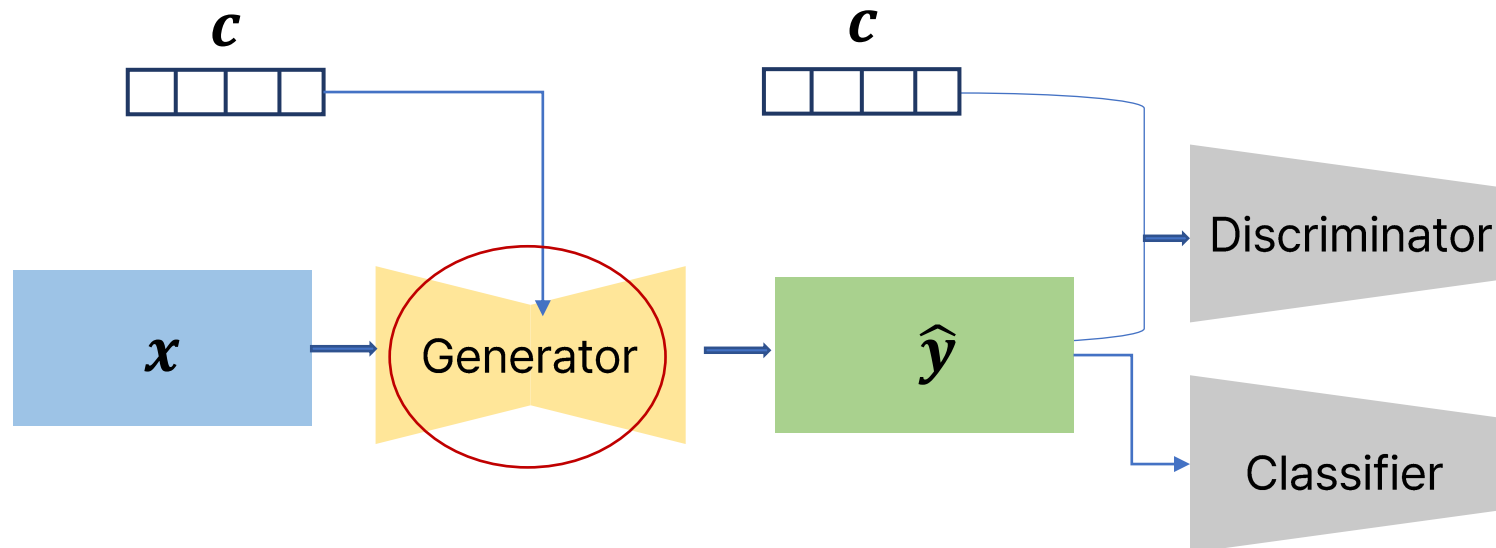 c
c
Discriminator
x
Generator
ŷ
Classifier